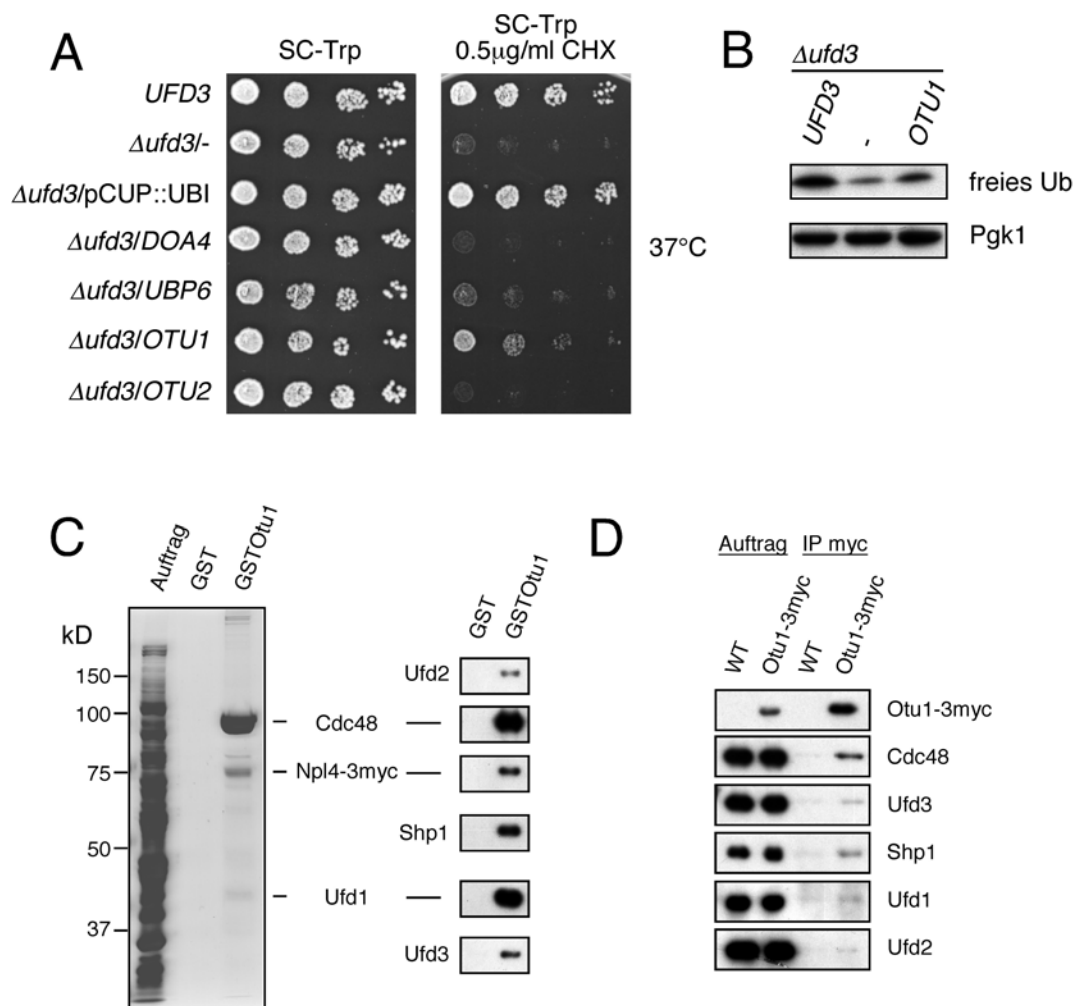 A
SC-Trp
SC-Trp
0.5µg/ml CHX
UFD3
Δufd3/-
Δufd3/pCUP::UBI
Δufd3/DOA4
Δufd3/UBP6
Δufd3/OTU1
Δufd3/OTU2
37°C
B
Δufd3
UFD3
-
OTU1
freies Ub
Pgk1
C
Auftrag
GST
GSTOtu1
kD
150
100
75
50
37
GST
GSTOtu1
Ufd2
Cdc48
Npl4-3myc
Shp1
Ufd1
Ufd3
D
Auftrag
IP myc
WT
Otu1-3myc
WT
Otu1-3myc
Otu1-3myc
Cdc48
Ufd3
Shp1
Ufd1
Ufd2